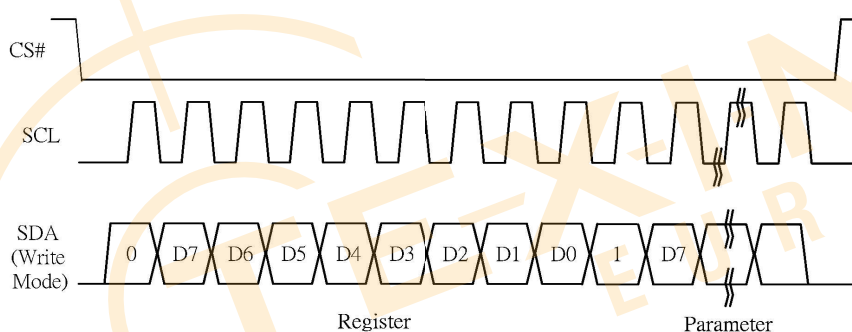 CS#
SCL
SDA
(Write
Mode)
0 D7 D6 D5 D4 D3 D2 D1 D0 1 D7
Register Parameter